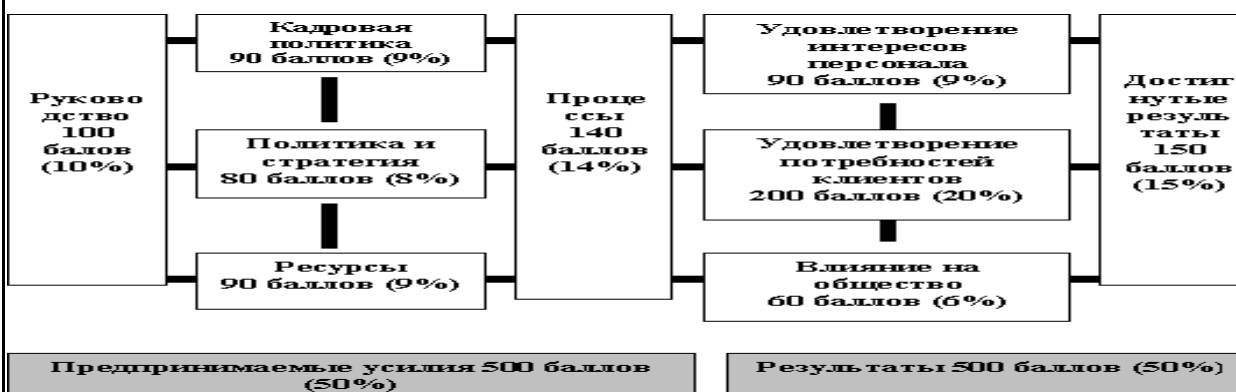 Руково
дство
100
балов
(10%)
Кадровая
политика
90 баллов (9%)
Политика и
стратегия
80 баллов (8%)
Ресурсы
90 баллов (9%)
Проце
ссы
140
баллов
(14%)
Удовлетворение
интересов
персонала
90 баллов (9%)
Удовлетворение
потребностей
клиентов
200 баллов (20%)
Влияние на
общество
60 баллов (6%)
Достиг
нутые
резуль
таты
150
баллов
(15%)
Предпринимаемые усилия 500 баллов
(50%)
Результаты 500 баллов (50%)